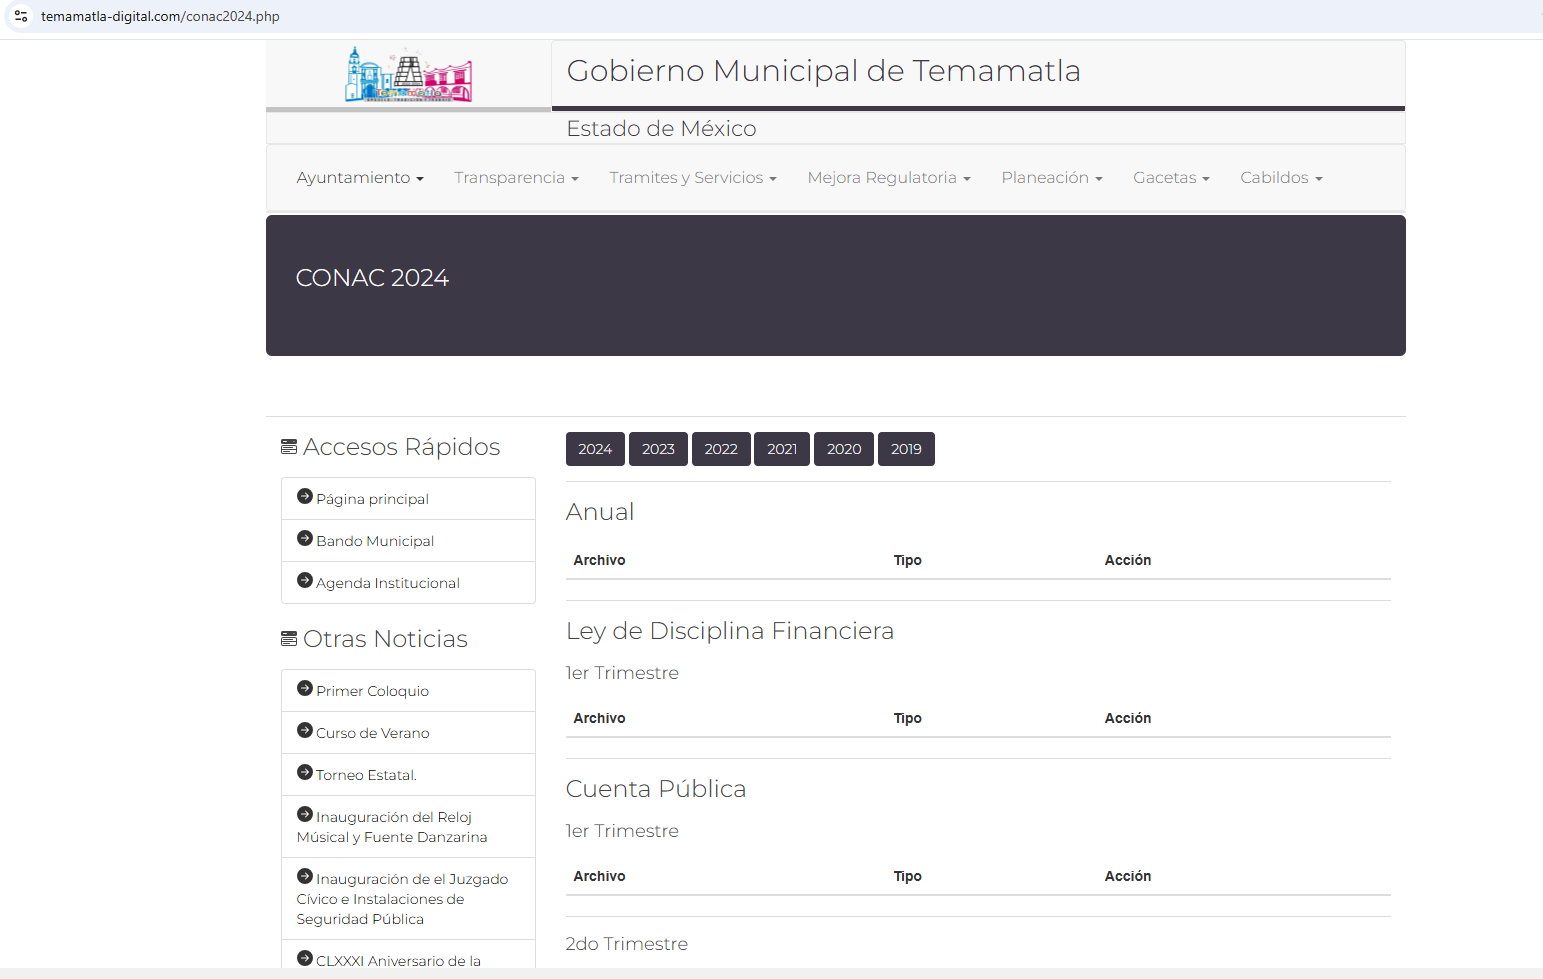 temamatla-digital.com/conac2024.php
Gobierno Municipal de Temamatla
Estado de México
Ayuntamiento Transparencia Tramites y Servicios Mejora Regulatoria Planeación Gacetas Cabildos
CONAC 2024
Accesos Rápidos
Página principal
Bando Municipal
Agenda Institucional
Otras Noticias
Primer Coloquio
Curso de Verano
Torneo Estatal.
Inauguración del Reloj
Músical y Fuente Danzarina
Inauguración de el Juzgado
Cívico e Instalaciones de
Seguridad Pública
CLXXXI Aniversario de la
2024 2023 2022 2021 2020 2019
Anual
Archivo Tipo Acción
Ley de Disciplina Financiera
1er Trimestre
Archivo Tipo Acción
Cuenta Pública
1er Trimestre
Archivo Tipo Acción
2do Trimestre